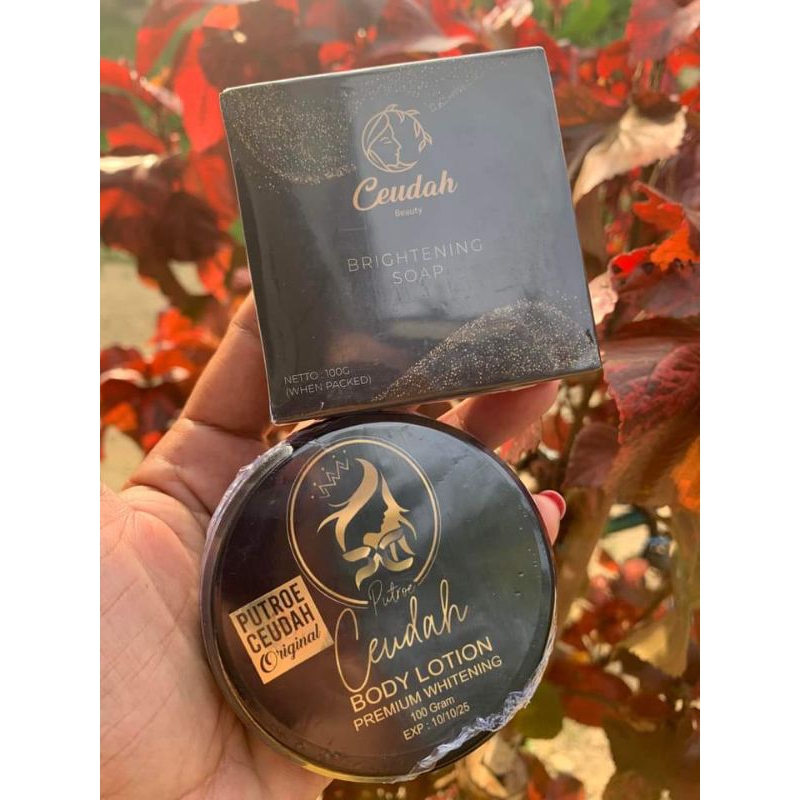 Ceudah
Beauty
BRIGHTENING
SOAP
NETTO : 100G
(WHEN PACKED)
PUTROE
CEUDAH
Original
Putroe
Ceudah
BODY LOTION
PREMIUM WHITENING
100 Gram
EXP : 10/10/25